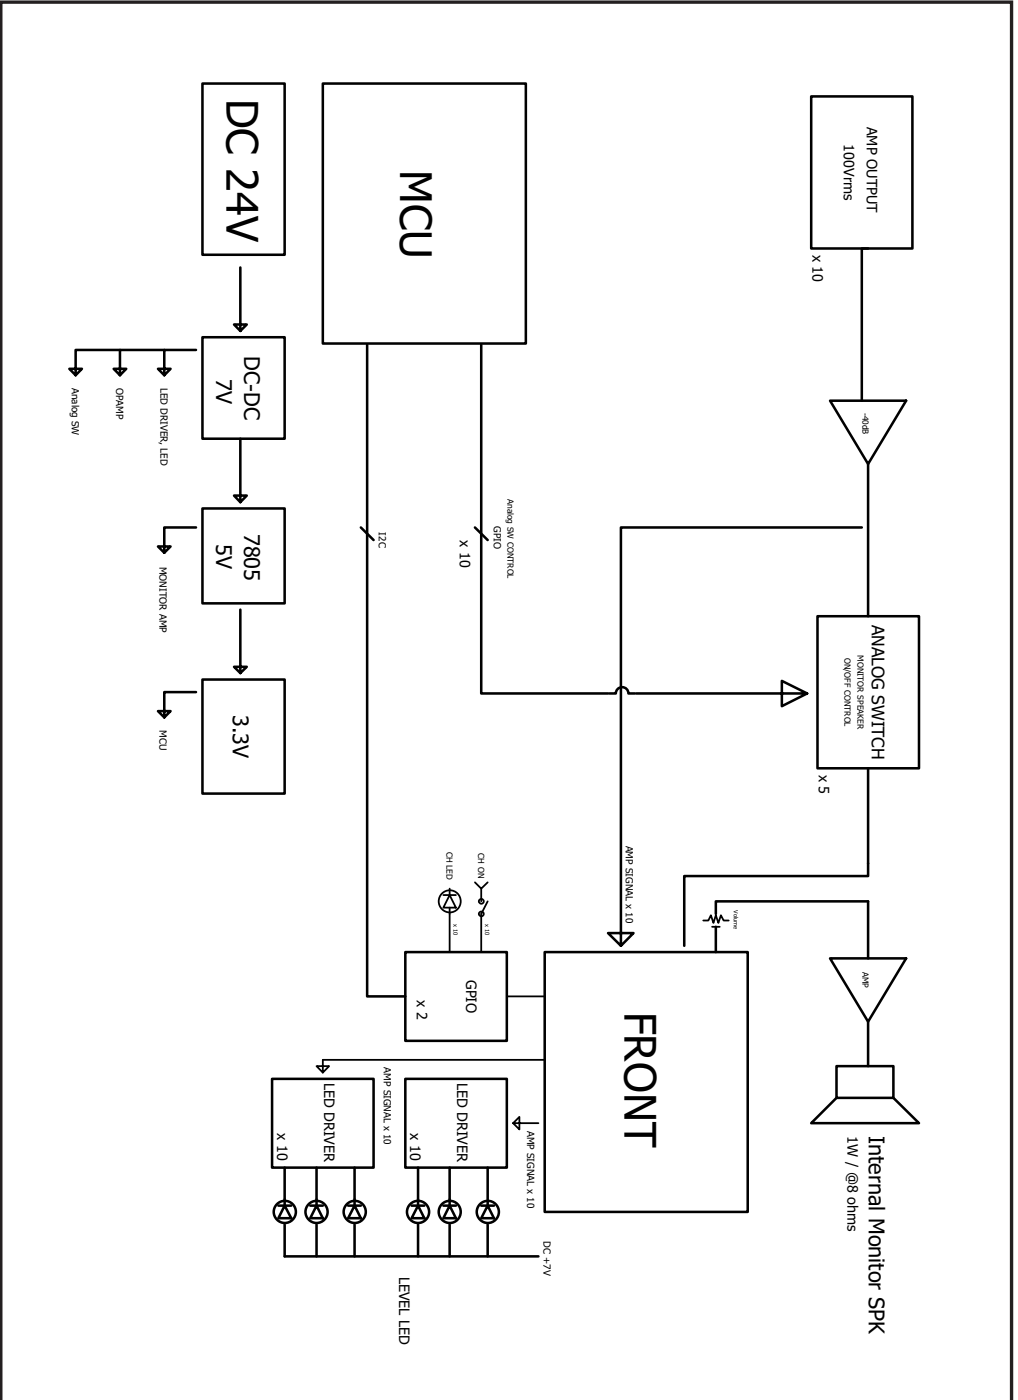 AMP OUTPUT
100Vrms
x 10
-40dB
ANALOG SWITCH
MONITOR SPEAKER
ON/OFF CONTROL
x 5
AMP
Internal Monitor SPK
1W / @8 ohms
Volume
AMP SIGNAL x 10
FRONT
MCU
Analog SW CONTROL
GPIO
x 10
I2C
CH ON
x 10
CH LED
x 10
GPIO
x 2
AMP SIGNAL x 10
LED DRIVER
x 10
AMP SIGNAL x 10
LED DRIVER
x 10
DC +7V
LEVEL LED
DC 24V
DC-DC
7V
LED DRIVER, LED
OPAMP
Analog SW
7805
5V
MONITOR AMP
3.3V
MCU